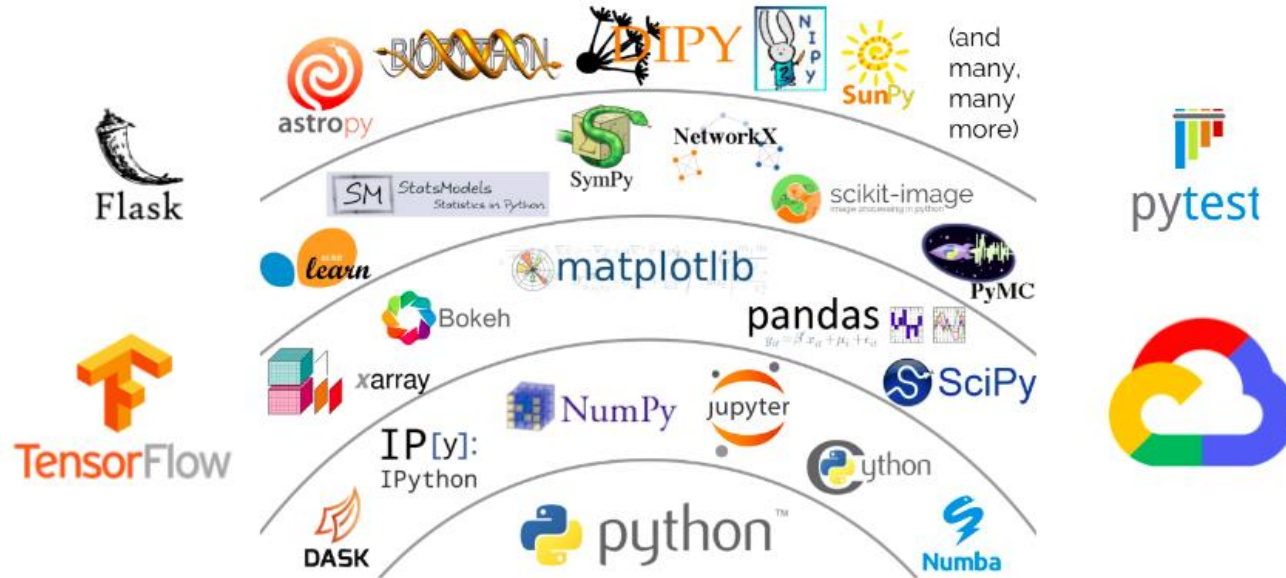 BIOPYTHON
DIPY
NIPY
SunPy
(and
many,
many
more)
astropy
Flask
SymPy
NetworkX
SM StatsModels
Statistics in Python
scikit-image
image processing in python
pytest
learn
matplotlib
PyMC
Bokeh
pandas
xarray
NumPy
jupyter
SciPy
TensorFlow
IP[y]:
IPython
Cython
DASK
python™
Numba